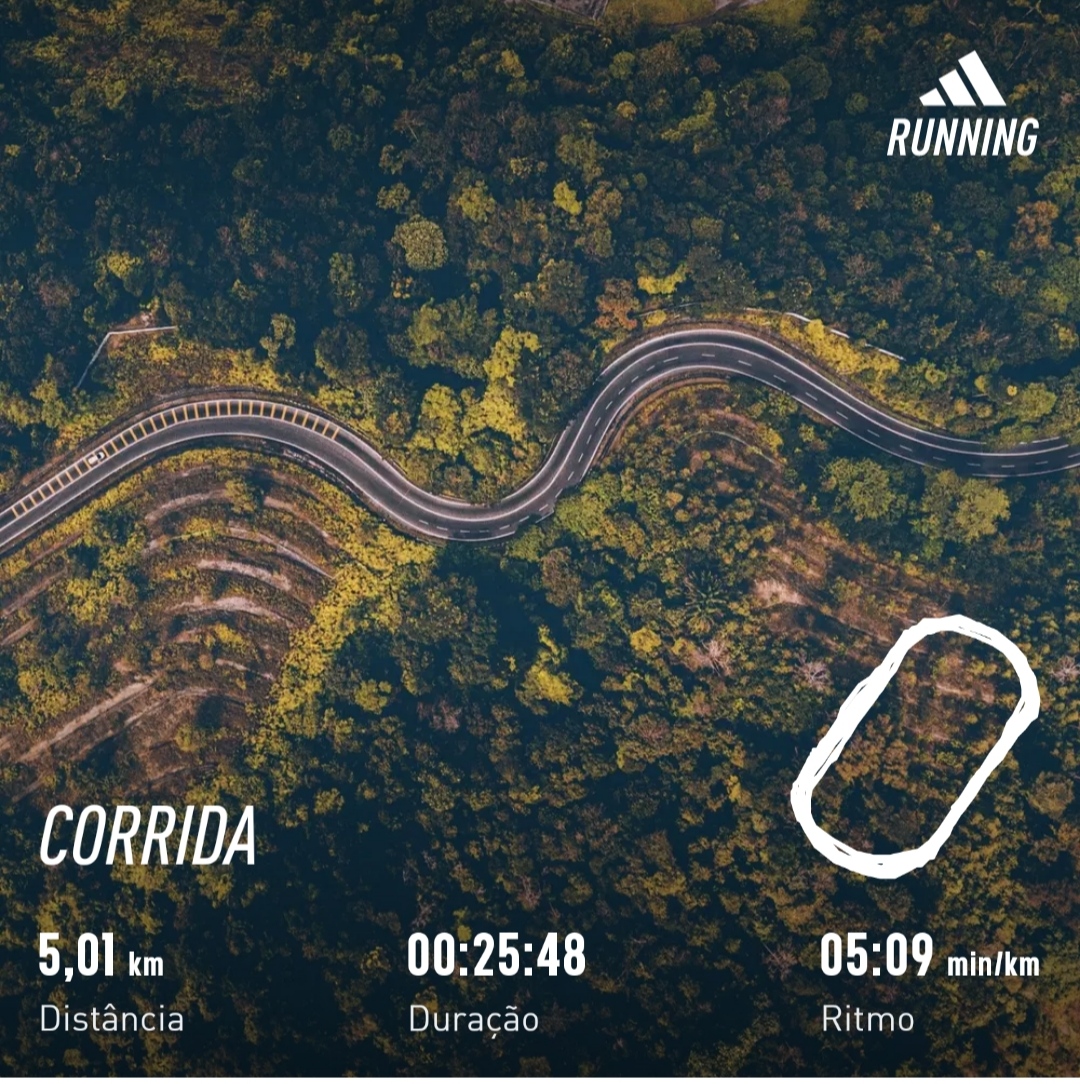 RUNNING
CORRIDA
5,01 km
00:25:48
05:09 min/km
Distância
Duração
Ritmo